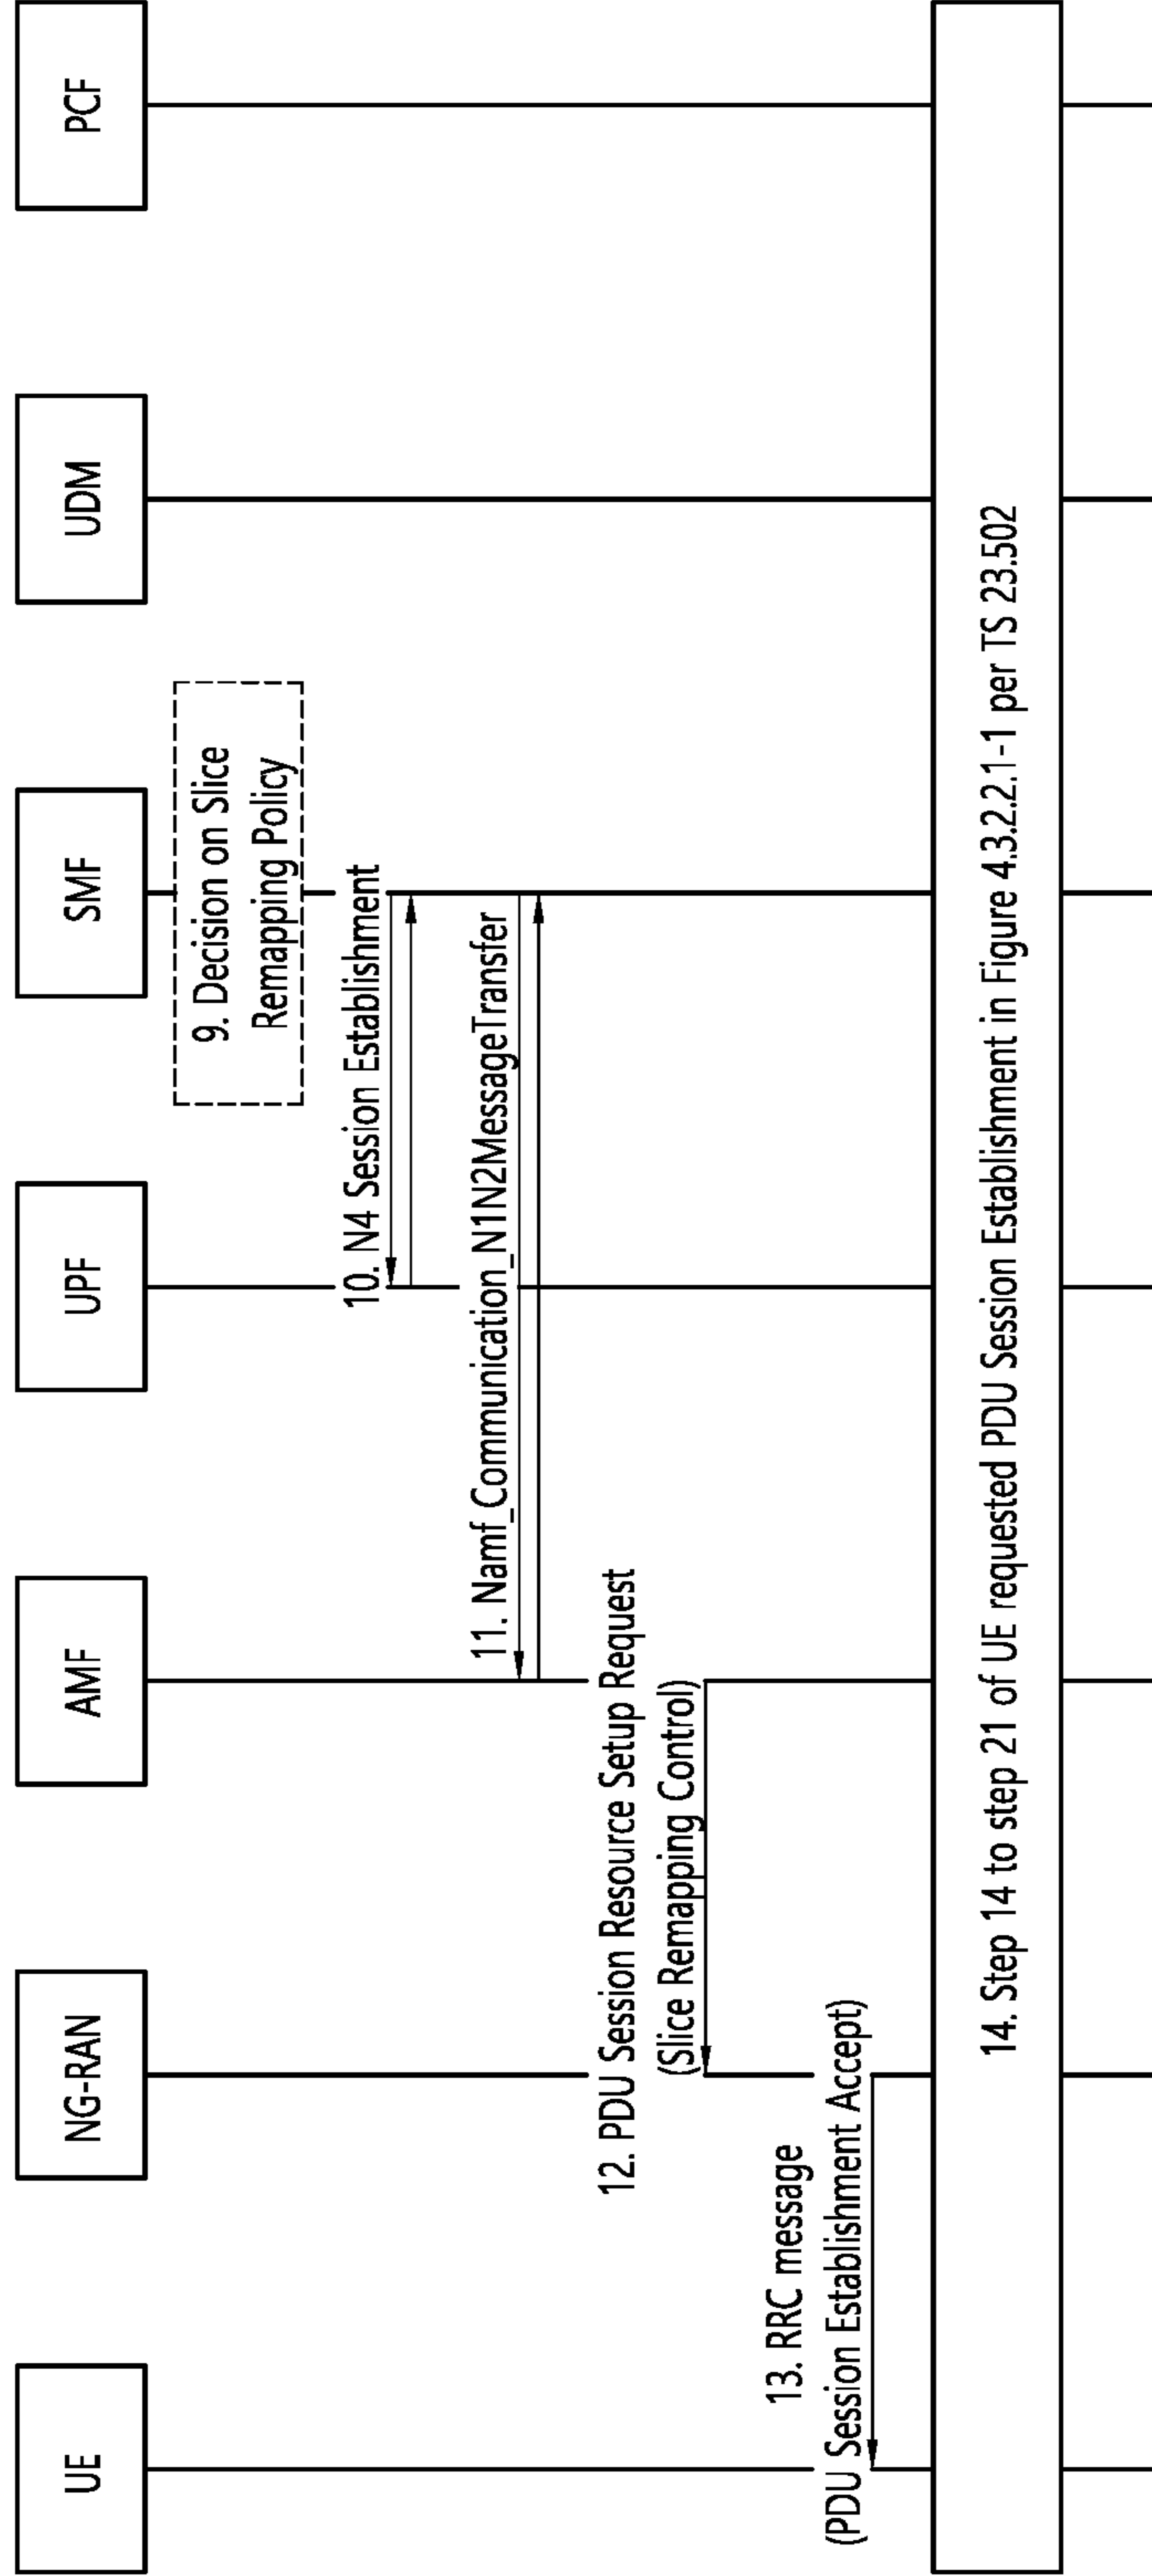 UE
NG-RAN
AMF
UPF
SMF
UDM
PCF
9. Decision on Slice
Remapping Policy
10. N4 Session Establishment
11. Namf_Communication_N1N2MessageTransfer
12. PDU Session Resource Setup Request
(Slice Remapping Control)
13. RRC message
(PDU Session Establishment Accept)
14. Step 14 to step 21 of UE requested PDU Session Establishment in Figure 4.3.2.2.1-1 per TS 23.502